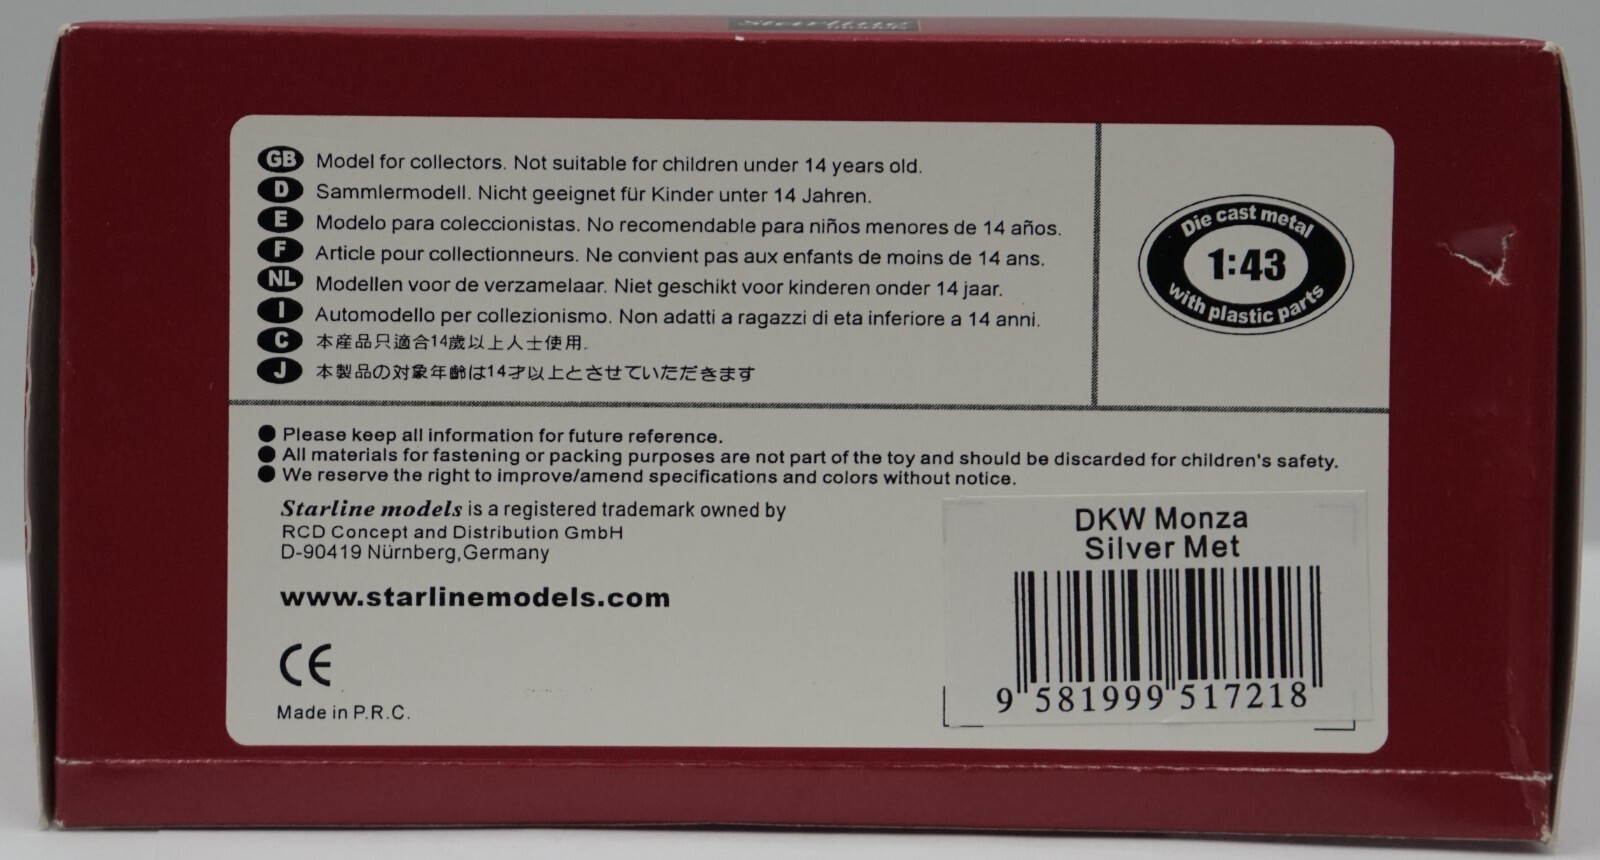 Starline
models
GB Model for collectors. Not suitable for children under 14 years old.
D Sammlermodell. Nicht geeignet für Kinder unter 14 Jahren.
E Modelo para coleccionistas. No recomendable para niños menores de 14 años.
F Article pour collectionneurs. Ne convient pas aux enfants de moins de 14 ans.
NL Modellen voor de verzamelaar. Niet geschikt voor kinderen onder 14 jaar.
I Automodello per collezionismo. Non adatti a ragazzi di eta inferiore a 14 anni.
C 本産品只適合14歲以上人士使用.
J 本製品の対象年齢は14才以上とさせていただきます
Die cast metal
1:43
with plastic parts
● Please keep all information for future reference.
● All materials for fastening or packing purposes are not part of the toy and should be discarded for children's safety.
● We reserve the right to improve/amend specifications and colors without notice.
Starline models is a registered trademark owned by
RCD Concept and Distribution GmbH
D-90419 Nürnberg,Germany
www.starlinemodels.com
CE
Made in P.R.C.
DKW Monza
Silver Met
9 581999 517218